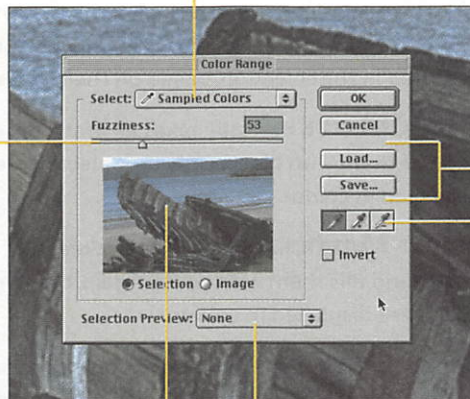 Color Range
Select: Sampled Colors
OK
Fuzziness: 53
Cancel
Load...
Save...
Invert
Selection Image
Selection Preview: None